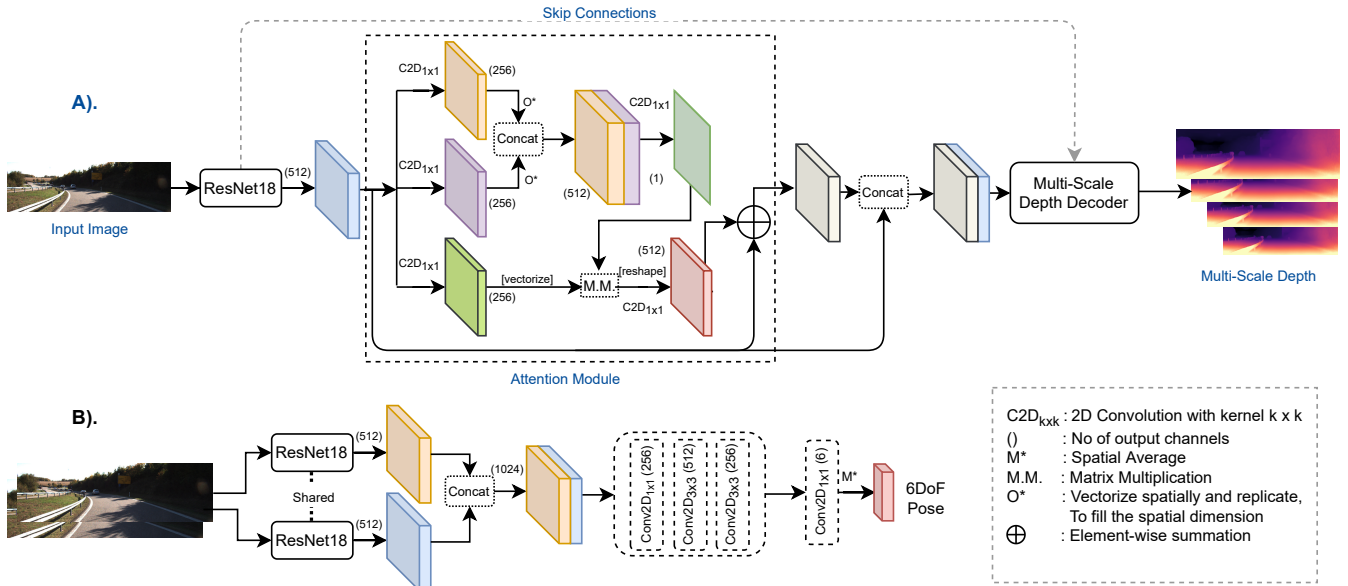 Skip Connections
A).
C2D1x1
(256)
O*
C2D1x1
Concat
C2D1x1
(256)
O*
(512)
(1)
ResNet18
(512)
Input Image
C2D1x1
[vectorize]
(256)
M.M.
[reshape]
C2D1x1
(512)
Concat
Multi-Scale
Depth Decoder
Multi-Scale Depth
Attention Module
B).
ResNet18
(512)
Shared
ResNet18
(512)
Concat
(1024)
Conv2D1x1 (256)
Conv2D3x3 (512)
Conv2D3x3 (256)
Conv2D1x1 (6)
M*
6DoF
Pose
C2Dkxk : 2D Convolution with kernel k x k
() : No of output channels
M* : Spatial Average
M.M. : Matrix Multiplication
O* : Vectorize spatially and replicate,
To fill the spatial dimension
⊕ : Element-wise summation